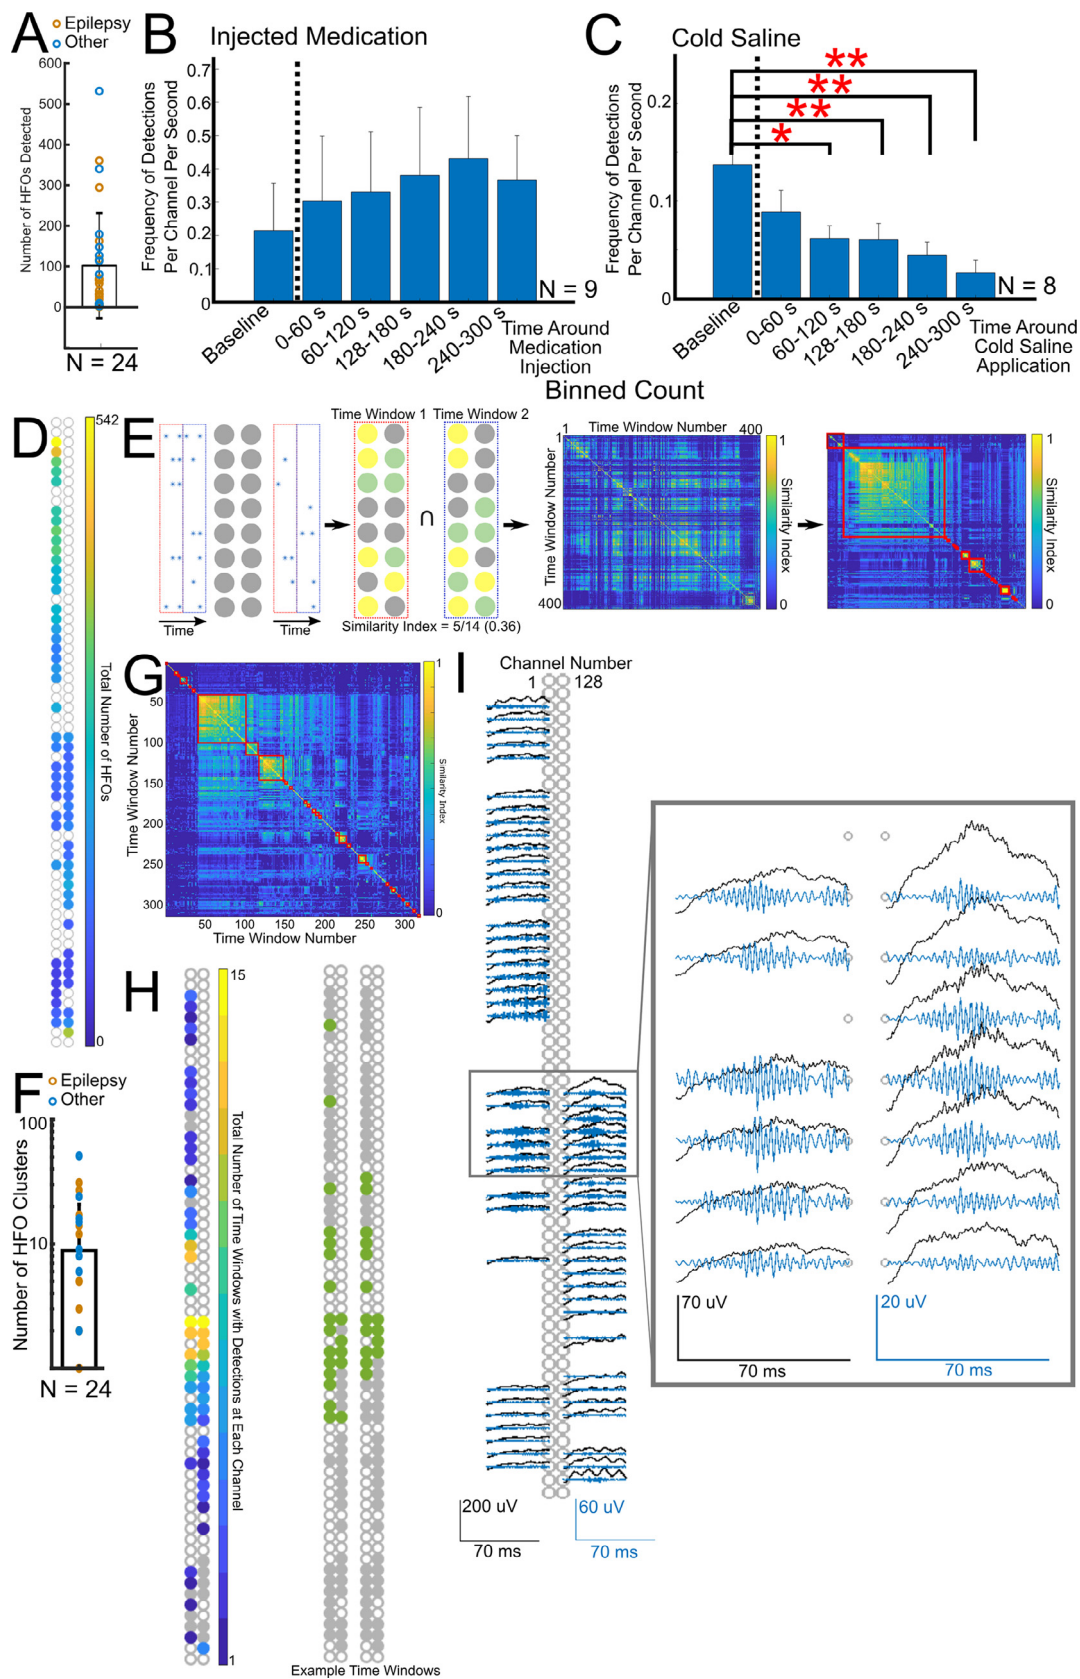 A
Epilepsy
Other
Number of HFOs Detected
600
500
400
300
200
100
0
N = 24
B
Injected Medication
Frequency of Detections
Per Channel Per Second
0.7
0.6
0.5
0.4
0.3
0.2
0.1
0
N = 9
Baseline
0-60 s
60-120 s
128-180 s
180-240 s
240-300 s
Time Around
Medication
Injection
C
Cold Saline
Frequency of Detections
Per Channel Per Second
0.2
0.1
0
**
**
**
*
N = 8
Baseline
0-60 s
60-120 s
128-180 s
180-240 s
240-300 s
Time Around
Cold Saline
Application
Binned Count
D
542
0
Total Number of HFOs
E
Time
Time
Time Window 1
Time Window 2
∩
Similarity Index = 5/14 (0.36)
1
Time Window Number
400
Time Window Number
400
1
0
Similarity Index
1
0
Similarity Index
F
Epilepsy
Other
Number of HFO Clusters
100
10
N = 24
G
Time Window Number
50
100
150
200
250
300
50
100
150
200
250
300
Time Window Number
1
0
Similarity Index
H
15
1
Total Number of Time Windows with Detections at Each Channel
Example Time Windows
I
Channel Number
1
128
200 uV
70 ms
60 uV
70 ms
70 uV
70 ms
20 uV
70 ms